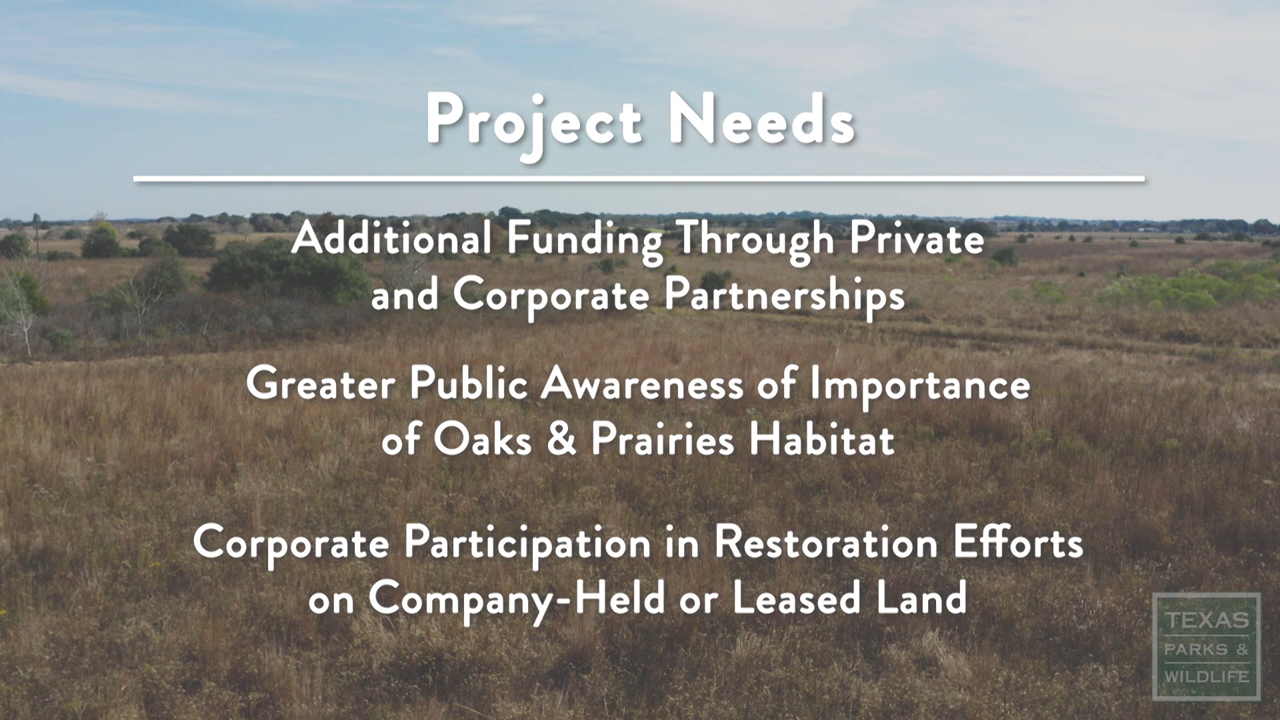 Project Needs
Additional Funding Through Private
and Corporate Partnerships
Greater Public Awareness of Importance
of Oaks & Prairies Habitat
Corporate Participation in Restoration Efforts
on Company-Held or Leased Land
TEXAS
PARKS &
WILDLIFE